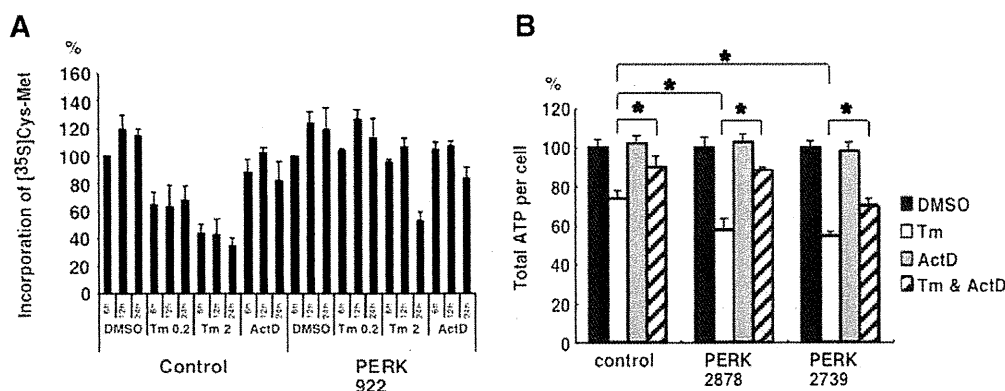 A
%
Incorporation of [³⁵S]Cys-Met
160
140
120
100
80
60
40
20
0
6h 12h 24h 6h 12h 24h 6h 12h 24h 6h 12h 24h 6h 12h 24h 6h 12h 24h 6h 12h 24h 6h 12h 24h
DMSO Tm 0.2 Tm 2 ActD DMSO Tm 0.2 Tm 2 ActD
Control PERK
922
B
%
Total ATP per cell
120
100
80
60
40
20
0
* * * * *
control PERK PERK
2878 2739
DMSO
Tm
ActD
Tm & ActD